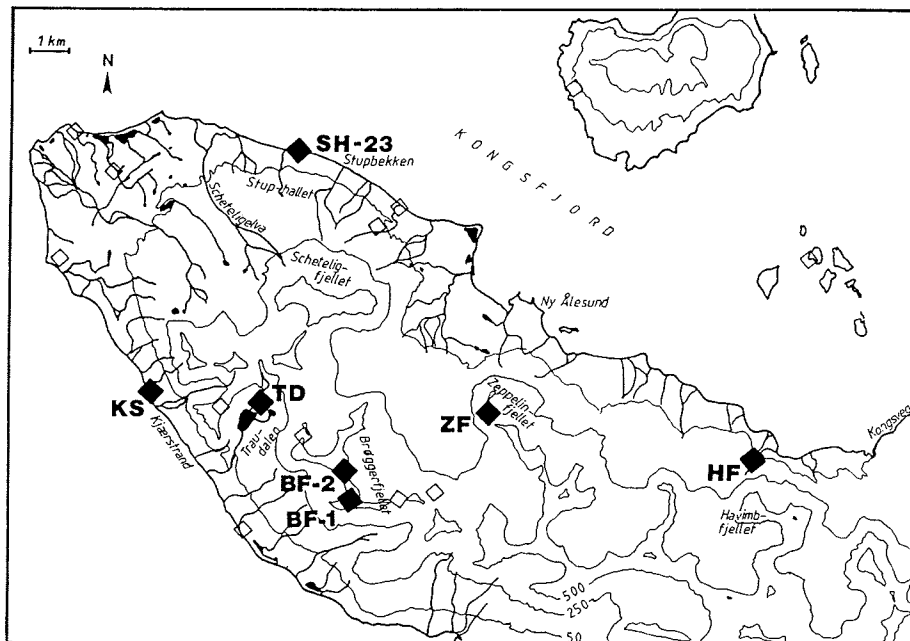 1 km
N
SH-23
Stupbekken
KONGSFJORD
Stuphallet
Scheteligelva
Schetelig-
fjellet
Ny Ålesund
KS
TD
Kjærstrand
Trau-
dalen
Zeppelin-
fjellet
ZF
Brøggerfjellet
BF-2
BF-1
HF
Kongsveg
Havimb-
fjellet
500
250
50